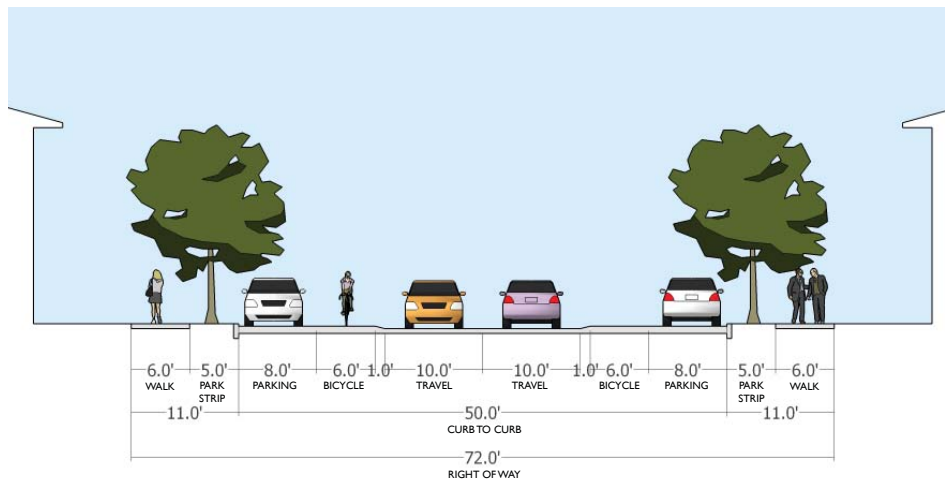 6.0' 5.0' 8.0' 6.0' 1.0' 10.0' 10.0' 1.0' 6.0' 8.0' 5.0' 6.0'
WALK PARK PARKING BICYCLE TRAVEL TRAVEL BICYCLE PARKING PARK WALK
STRIP STRIP
11.0' 50.0' 11.0'
CURB TO CURB
72.0'
RIGHT OF WAY